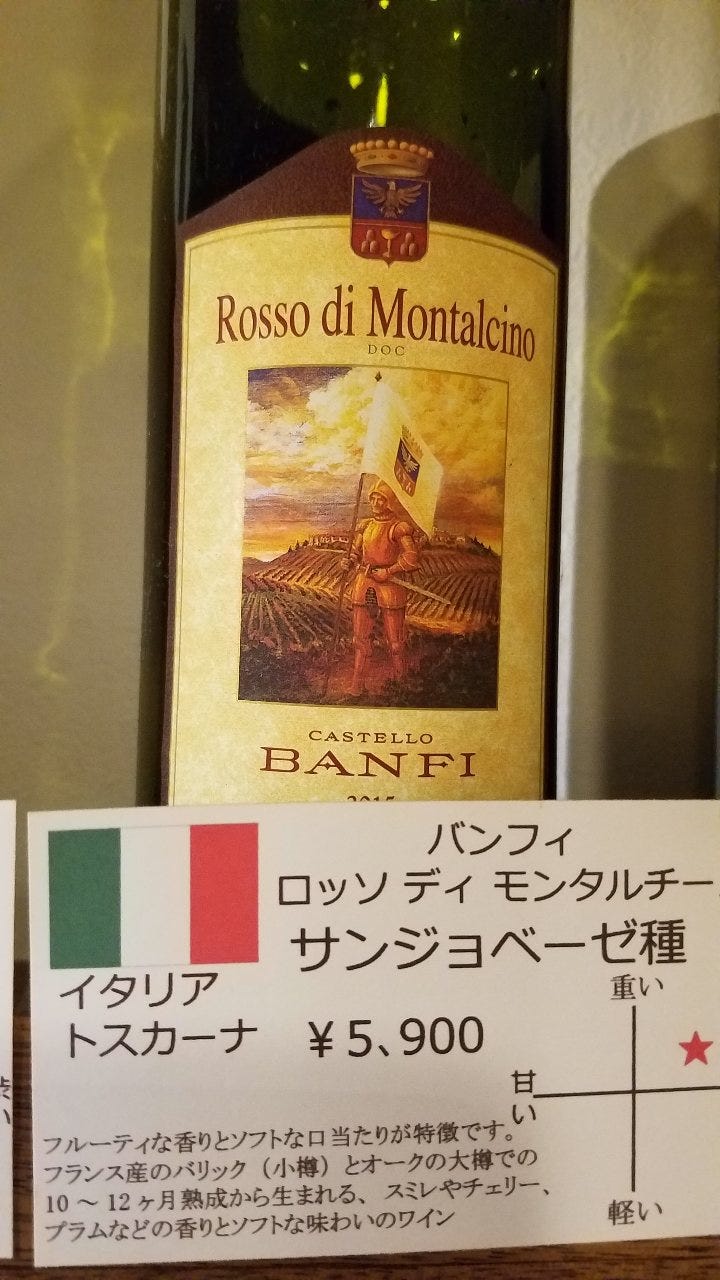 Rosso di Montalcino
DOC
CASTELLO
BANFI
2015
バンフィ
ロッソ ディ モンタルチー
サンジョベーゼ種
イタリア
トスカーナ ￥5、900
重い
甘い
軽い
フルーティな香りとソフトな口当たりが特徴です。
フランス産のバリック（小樽）とオークの大樽での
10 ～ 12 ヶ月熟成から生まれる、スミレやチェリー、
プラムなどの香りとソフトな味わいのワイン